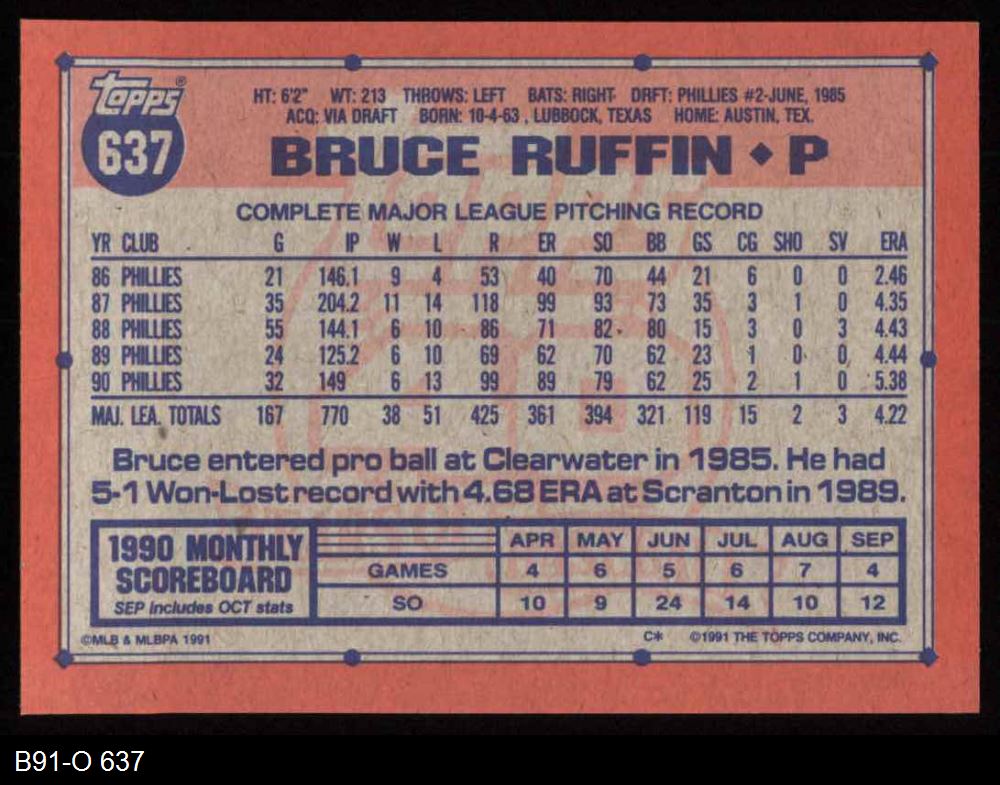 TOPPS®
637
HT: 6'2" WT: 213 THROWS: LEFT BATS: RIGHT DRFT: PHILLIES #2-JUNE, 1985
ACQ: VIA DRAFT BORN: 10-4-63, LUBBOCK, TEXAS HOME: AUSTIN, TEX.
BRUCE RUFFIN ◆ P
COMPLETE MAJOR LEAGUE PITCHING RECORD
YR CLUB G IP W L R ER SO BB GS CG SHO SV ERA
86 PHILLIES 21 146.1 9 4 53 40 70 44 21 6 0 0 2.46
87 PHILLIES 35 204.2 11 14 118 99 93 73 35 3 1 0 4.35
88 PHILLIES 55 144.1 6 10 86 71 82 80 15 3 0 3 4.43
89 PHILLIES 24 125.2 6 10 69 62 70 62 23 1 0 0 4.44
90 PHILLIES 32 149 6 13 99 89 79 62 25 2 1 0 5.38
MAJ. LEA. TOTALS 167 770 38 51 425 361 394 321 119 15 2 3 4.22
Bruce entered pro ball at Clearwater in 1985. He had
5-1 Won-Lost record with 4.68 ERA at Scranton in 1989.
1990 MONTHLY
SCOREBOARD
SEP includes OCT stats
APR MAY JUN JUL AUG SEP
GAMES 4 6 5 6 7 4
SO 10 9 24 14 10 12
©MLB & MLBPA 1991 C* ©1991 THE TOPPS COMPANY, INC.
B91-O 637